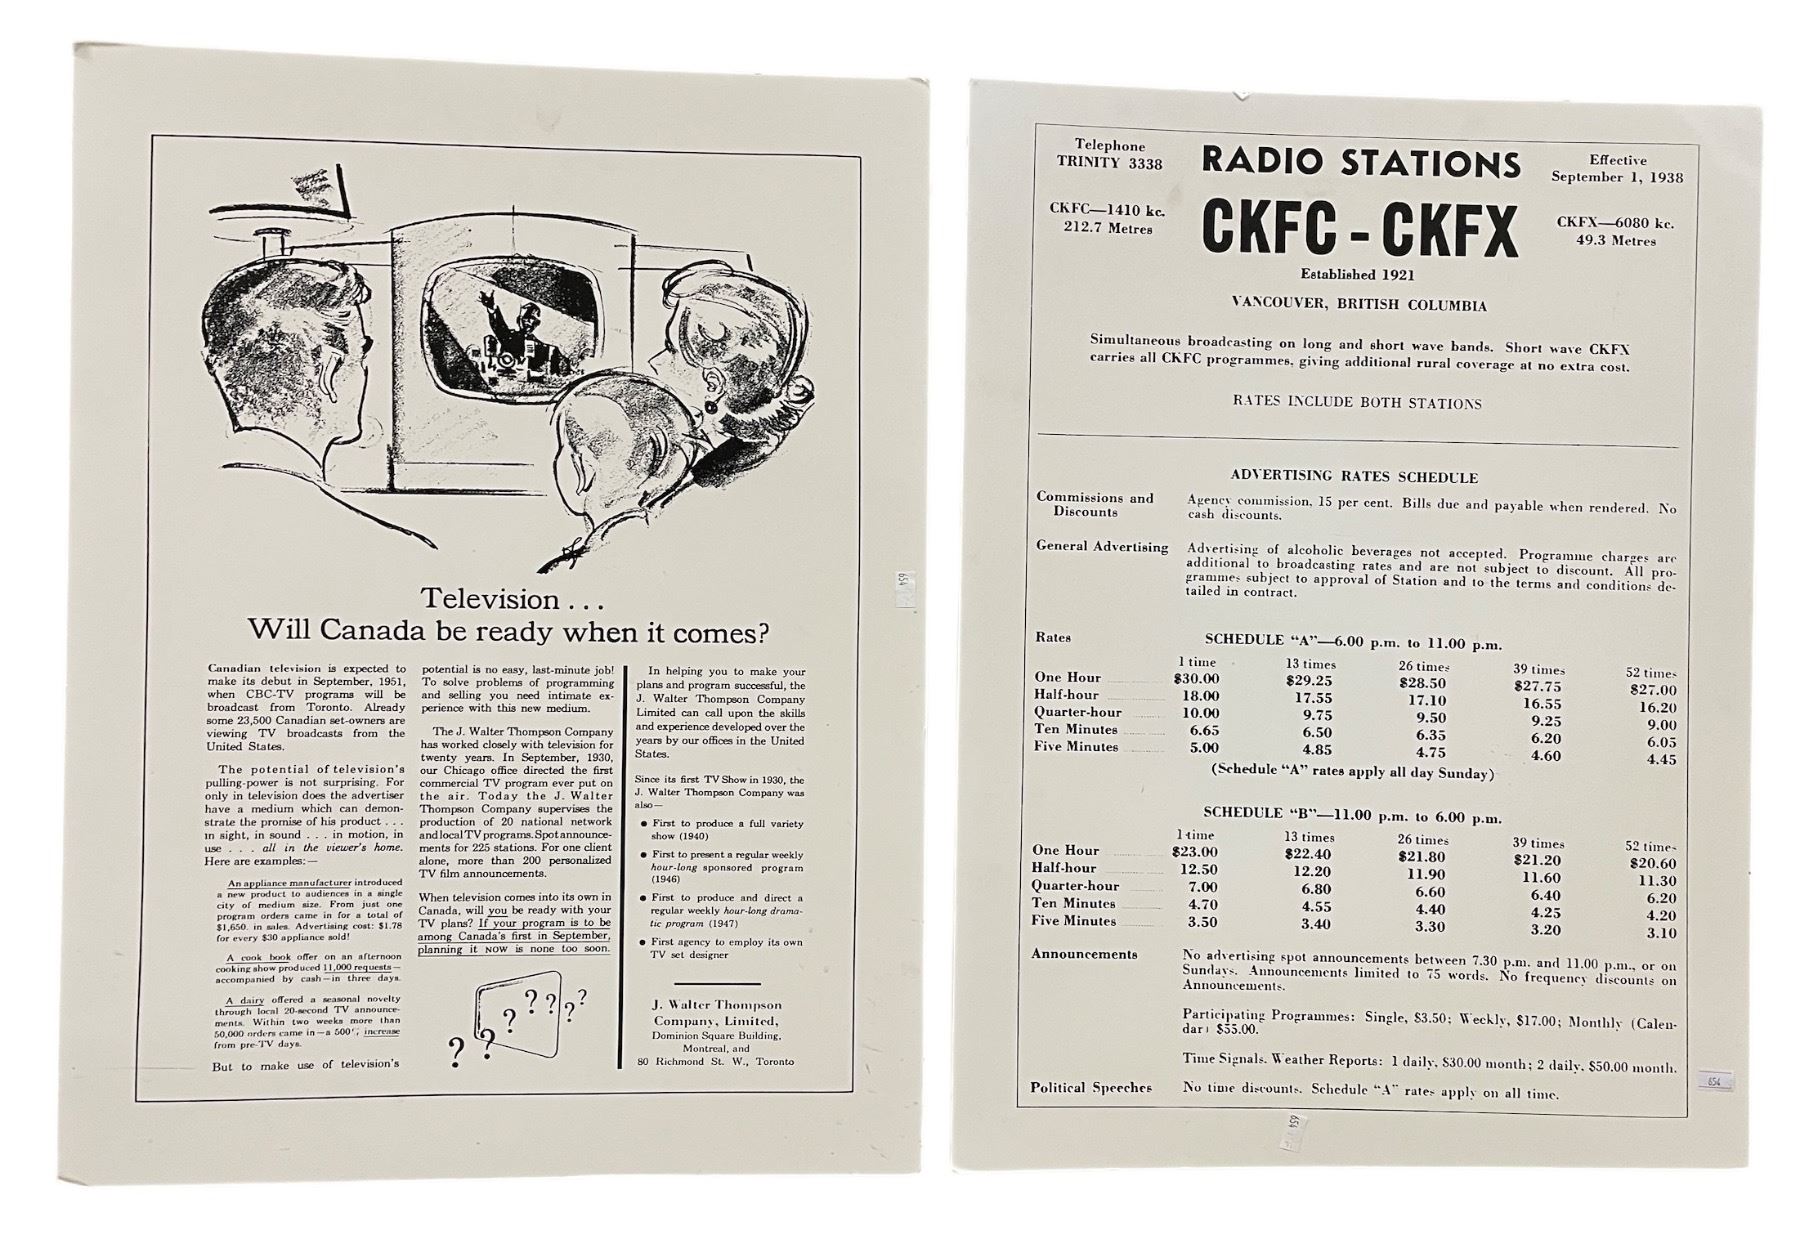 Television . . .
Will Canada be ready when it comes?
Canadian television is expected to
make its debut in September, 1951,
when CBC-TV programs will be
broadcast from Toronto. Already
some 23,500 Canadian set-owners are
viewing TV broadcasts from the
United States.
The potential of television's
pulling-power is not surprising. For
only in television does the advertiser
have a medium which can demon-
strate the promise of his product . . .
in sight, in sound . . . in motion, in
use . . . all in the viewer's home.
Here are examples:—
An appliance manufacturer introduced
a new product to audiences in a single
city of medium size. From just one
program orders came in for a total of
$1,650. in sales. Advertising cost: $1.78
for every $30 appliance sold!
A cook book offer on an afternoon
cooking show produced 11,000 requests—
accompanied by cash—in three days.
A dairy offered a seasonal novelty
through local 20-second TV announce-
ments. Within two weeks more than
50,000 orders came in—a 500% increase
from pre-TV days.
But to make use of television's
potential is no easy, last-minute job!
To solve problems of programming
and selling you need intimate ex-
perience with this new medium.
The J. Walter Thompson Company
has worked closely with television for
twenty years. In September, 1930,
our Chicago office directed the first
commercial TV program ever put on
the air. Today the J. Walter
Thompson Company supervises the
production of 20 national network
and local TV programs. Spot announce-
ments for 225 stations. For one client
alone, more than 200 personalized
TV film announcements.
When television comes into its own in
Canada, will you be ready with your
TV plans? If your program is to be
among Canada's first in September,
planning it NOW is none too soon.
? ? ? ? ? ? ?
In helping you to make your
plans and program successful, the
J. Walter Thompson Company
Limited can call upon the skills
and experience developed over the
years by our offices in the United
States.
Since its first TV Show in 1930, the
J. Walter Thompson Company was
also—
● First to produce a full variety
show (1940)
● First to present a regular weekly
hour-long sponsored program
(1946)
● First to produce and direct a
regular weekly hour-long drama-
tic program (1947)
● First agency to employ its own
TV set designer
J. Walter Thompson
Company, Limited,
Dominion Square Building,
Montreal, and
80 Richmond St. W., Toronto
654
Telephone
TRINITY 3338
RADIO STATIONS
Effective
September 1, 1938
CKFC—1410 kc.
212.7 Metres
CKFC - CKFX
CKFX—6080 kc.
49.3 Metres
Established 1921
VANCOUVER, BRITISH COLUMBIA
Simultaneous broadcasting on long and short wave bands. Short wave CKFX
carries all CKFC programmes, giving additional rural coverage at no extra cost.
RATES INCLUDE BOTH STATIONS
ADVERTISING RATES SCHEDULE
Commissions and Discounts
Agency commission, 15 per cent. Bills due and payable when rendered. No
cash discounts.
General Advertising
Advertising of alcoholic beverages not accepted. Programme charges are
additional to broadcasting rates and are not subject to discount. All pro-
grammes subject to approval of Station and to the terms and conditions de-
tailed in contract.
Rates
SCHEDULE “A”—6.00 p.m. to 11.00 p.m.
1 time 13 times 26 times 39 times 52 times
One Hour $30.00 $29.25 $28.50 $27.75 $27.00
Half-hour 18.00 17.55 17.10 16.55 16.20
Quarter-hour 10.00 9.75 9.50 9.25 9.00
Ten Minutes 6.65 6.50 6.35 6.20 6.05
Five Minutes 5.00 4.85 4.75 4.60 4.45
(Schedule “A” rates apply all day Sunday)
SCHEDULE “B”—11.00 p.m. to 6.00 p.m.
1 time 13 times 26 times 39 times 52 times
One Hour $23.00 $22.40 $21.80 $21.20 $20.60
Half-hour 12.50 12.20 11.90 11.60 11.30
Quarter-hour 7.00 6.80 6.60 6.40 6.20
Ten Minutes 4.70 4.55 4.40 4.25 4.20
Five Minutes 3.50 3.40 3.30 3.20 3.10
Announcements
No advertising spot announcements between 7.30 p.m. and 11.00 p.m., or on
Sundays. Announcements limited to 75 words. No frequency discounts on
Announcements.
Participating Programmes: Single, $3.50; Weekly, $17.00; Monthly (Calen-
dar) $55.00.
Time Signals. Weather Reports: 1 daily, $30.00 month; 2 daily, $50.00 month.
Political Speeches
No time discounts. Schedule “A” rates apply on all time.
654
654